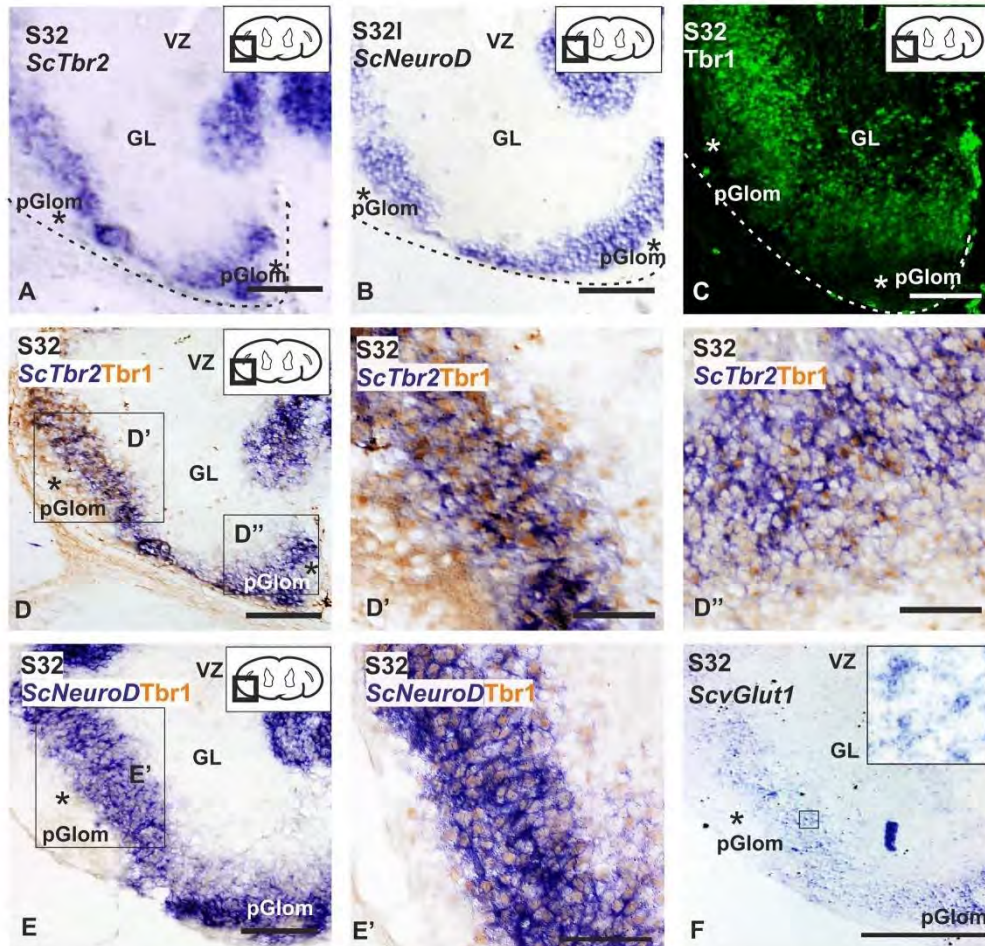 S32
ScTbr2
VZ
GL
pGlom
*
pGlom
*
A
S32l
ScNeuroD
VZ
GL
pGlom
*
pGlom
*
B
S32
Tbr1
GL
*
pGlom
*
pGlom
C
S32
ScTbr2Tbr1
VZ
D'
GL
*
pGlom
D''
pGlom
*
D
S32
ScTbr2Tbr1
D'
S32
ScTbr2Tbr1
D''
S32
ScNeuroDTbr1
VZ
GL
E'
*
pGlom
pGlom
E
S32
ScNeuroDTbr1
E'
S32
ScvGlut1
VZ
GL
*
pGlom
pGlom
F